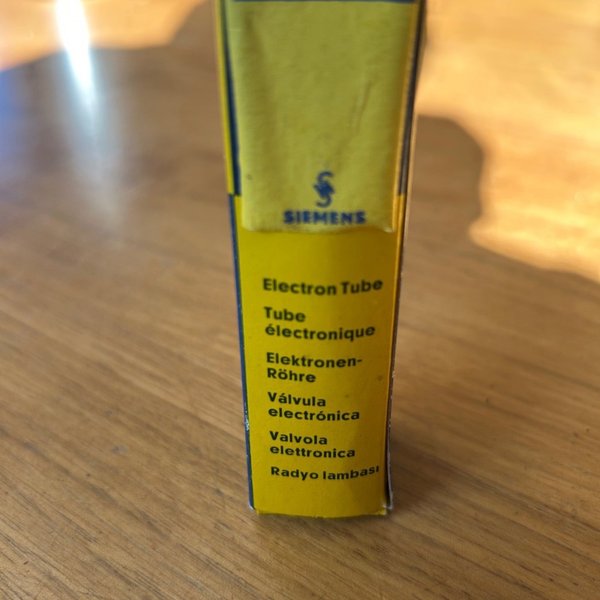 SIEMENS
Electron Tube
Tube
électronique
Elektronen-
Röhre
Válvula
electrónica
Valvola
elettronica
Radyo lambası